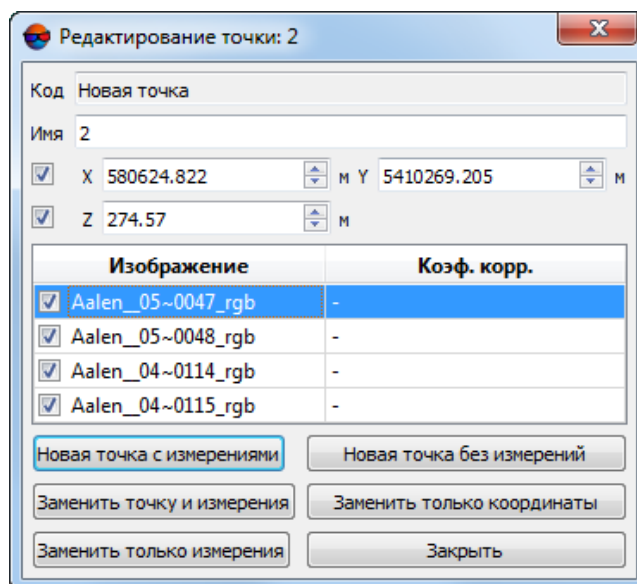 Редактирование точки: 2
Код Новая точка
Имя 2
X 580624.822 м Y 5410269.205 м
Z 274.57 м
Изображение Коэф. корр.
Aalen__05~0047_rgb -
Aalen__05~0048_rgb -
Aalen__04~0114_rgb -
Aalen__04~0115_rgb -
Новая точка с измерениями Новая точка без измерений
Заменить точку и измерения Заменить только координаты
Заменить только измерения Закрыть